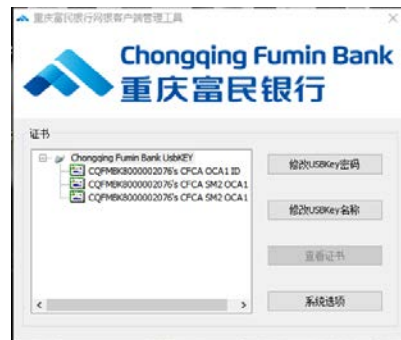 重庆富民银行网银客户端管理工具
Chongqing Fumin Bank
重庆富民银行
证书
Chongqing Fumin Bank UsbKEY
CQFMBK8000002076's CFCA OCA1 ID
CQFMBK8000002076's CFCA SM2 OCA1
CQFMBK8000002076's CFCA SM2 OCA1
修改USBKey密码
修改USBKey名称
查看证书
系统选项